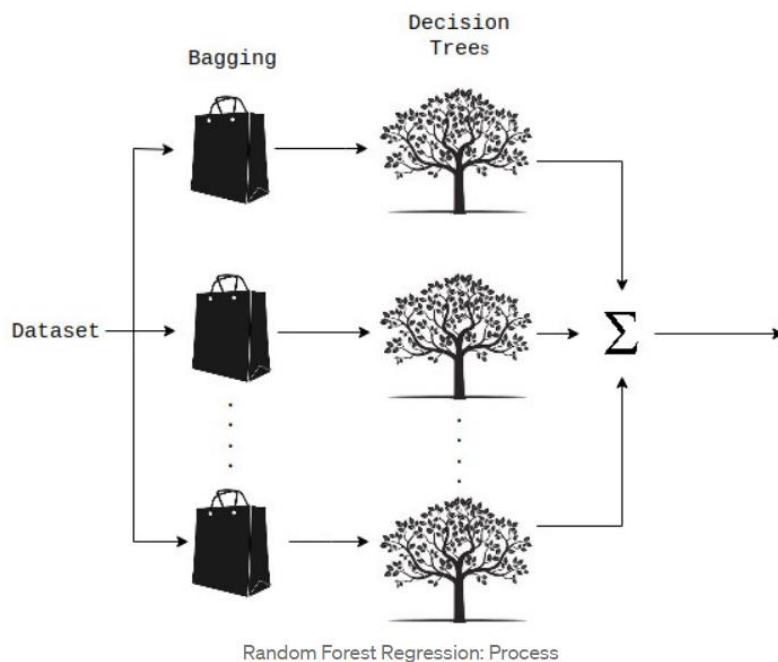 Decision
Trees
Bagging
Dataset
Σ
Random Forest Regression: Process